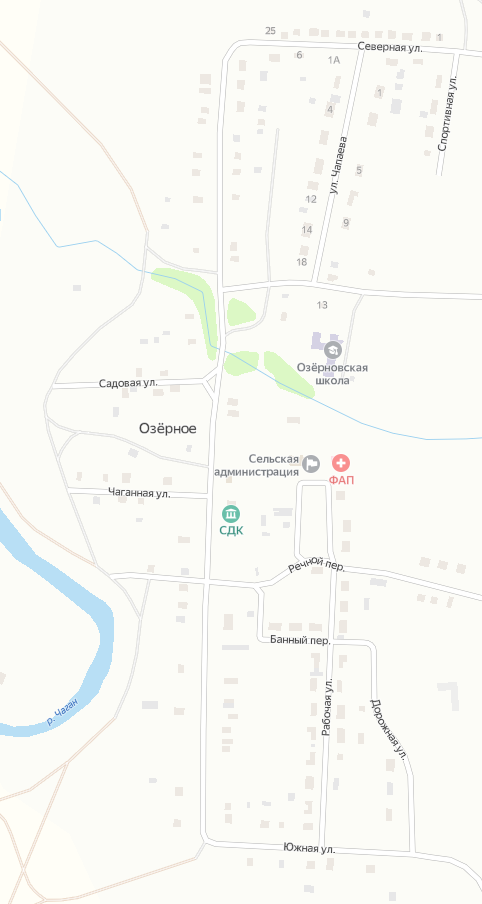 25
1
Северная ул.
6
1А
1
4
Спортивная ул.
ул. Чапаева
5
12
9
14
18
13
Озёрновская
школа
Садовая ул.
Озёрное
Сельская
администрация
ФАП
Чаганная ул.
СДК
Речной пер.
Банный пер.
р. Чаган
Рабочая ул.
Дорожная ул.
Южная ул.